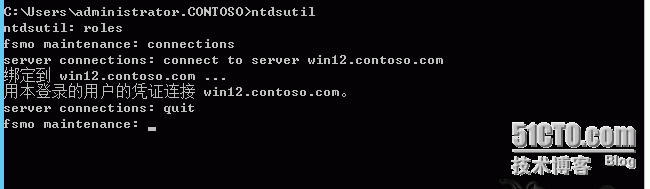 C:\Users\administrator.CONTOSO>ntdsutil
ntdsutil: roles
fsmo maintenance: connections
server connections: connect to server win12.contoso.com
绑定到 win12.contoso.com ...
用本登录的用户的凭证连接 win12.contoso.com。
server connections: quit
fsmo maintenance: _
51CTO.com
技术博客 Blog